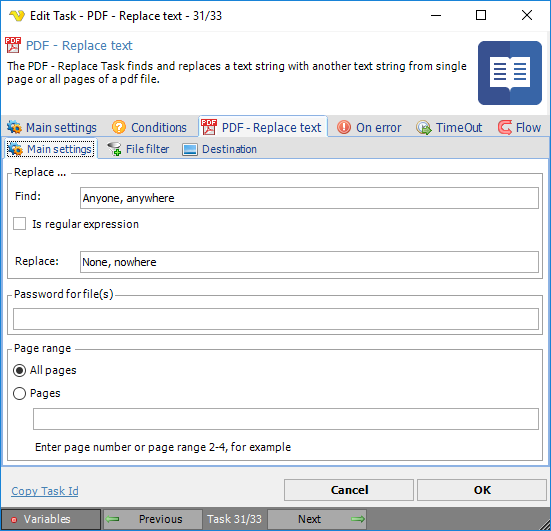 Edit Task - PDF - Replace text - 31/33
PDF
PDF - Replace text
The PDF - Replace Task finds and replaces a text string with another text string from single
page or all pages of a pdf file.
Main settings Conditions PDF PDF - Replace text On error TimeOut Flow
Main settings File filter Destination
Replace ...
Find: Anyone, anywhere
Is regular expression
Replace: None, nowhere
Password for file(s)
Page range
All pages
Pages
Enter page number or page range 2-4, for example
Copy Task Id Cancel OK
Variables Previous Task 31/33 Next